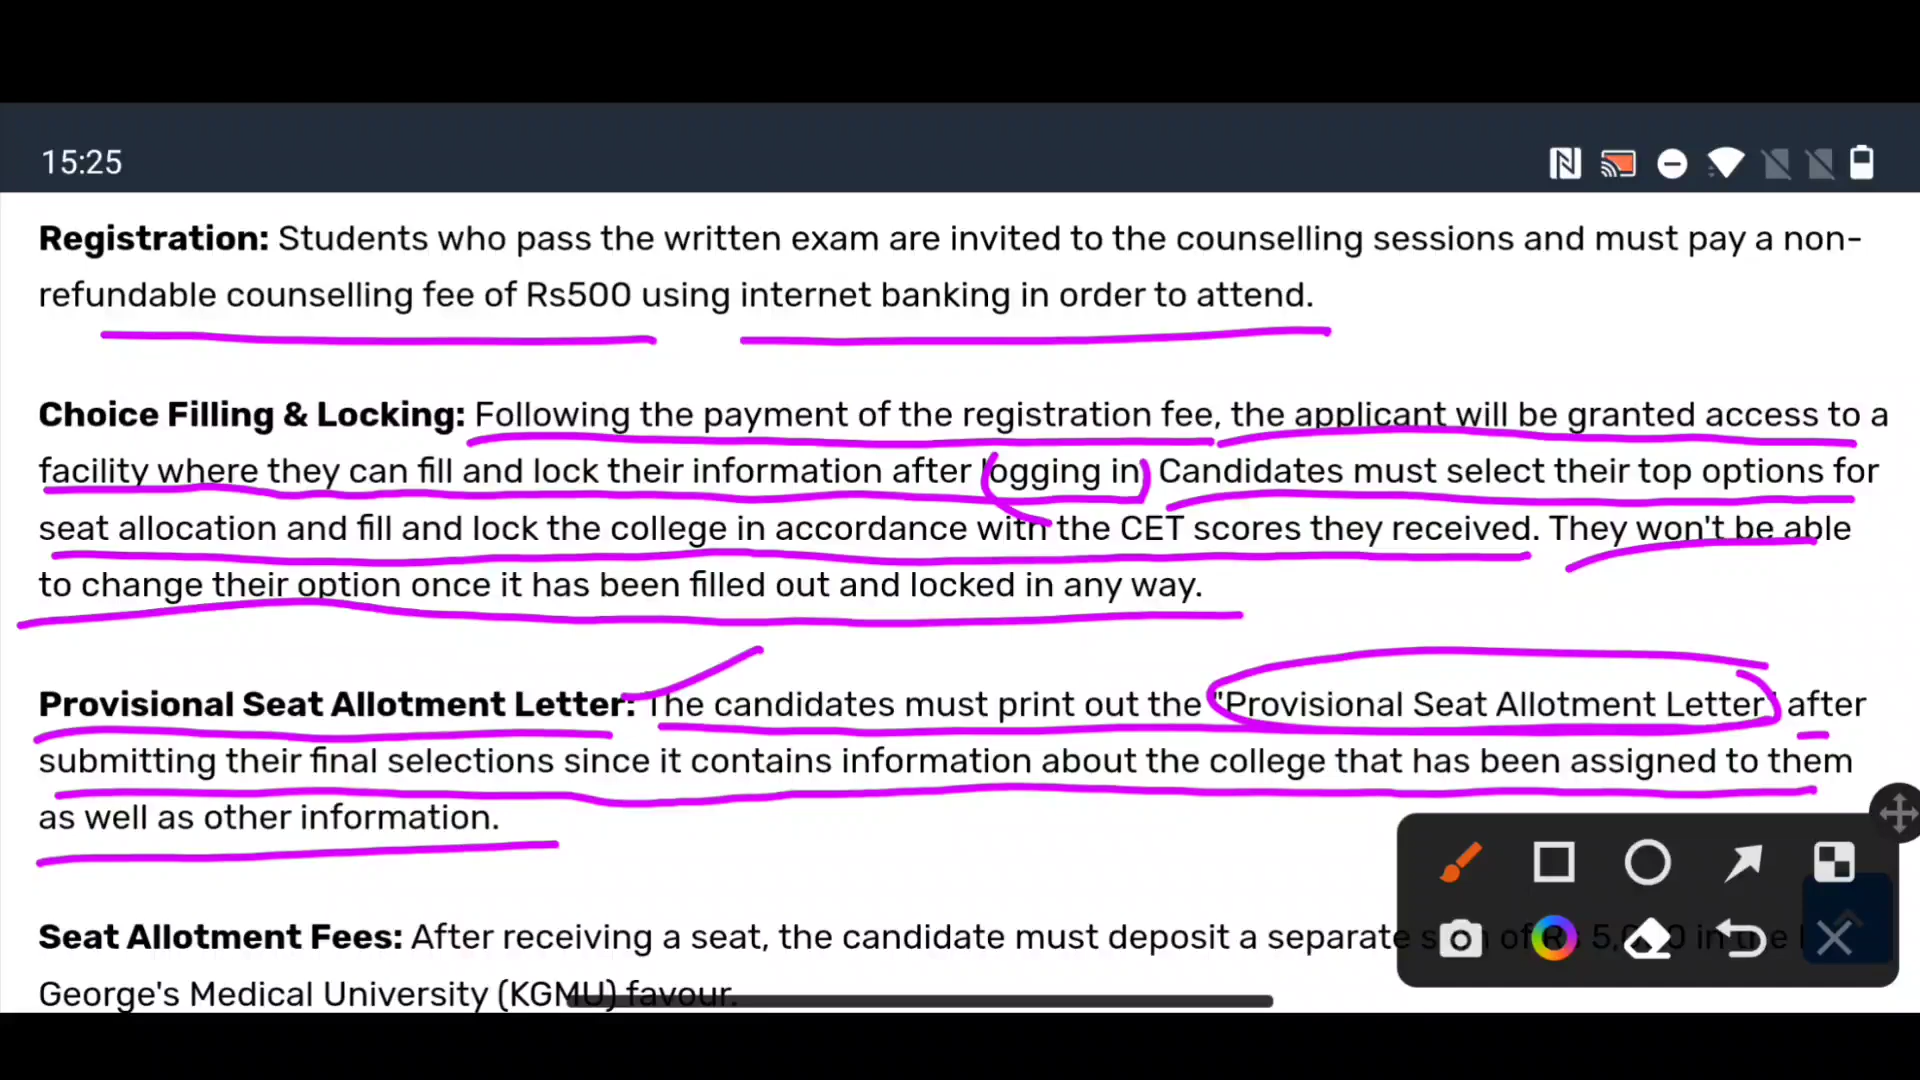 15:25
Registration: Students who pass the written exam are invited to the counselling sessions and must pay a non-
refundable counselling fee of Rs500 using internet banking in order to attend.
Choice Filling & Locking: Following the payment of the registration fee, the applicant will be granted access to a
facility where they can fill and lock their information after logging in. Candidates must select their top options for
seat allocation and fill and lock the college in accordance with the CET scores they received. They won't be able
to change their option once it has been filled out and locked in any way.
Provisional Seat Allotment Letter: The candidates must print out the "Provisional Seat Allotment Letter" after
submitting their final selections since it contains information about the college that has been assigned to them
as well as other information.
Seat Allotment Fees: After receiving a seat, the candidate must deposit a separate of in the
George's Medical University (KGMU) favour.